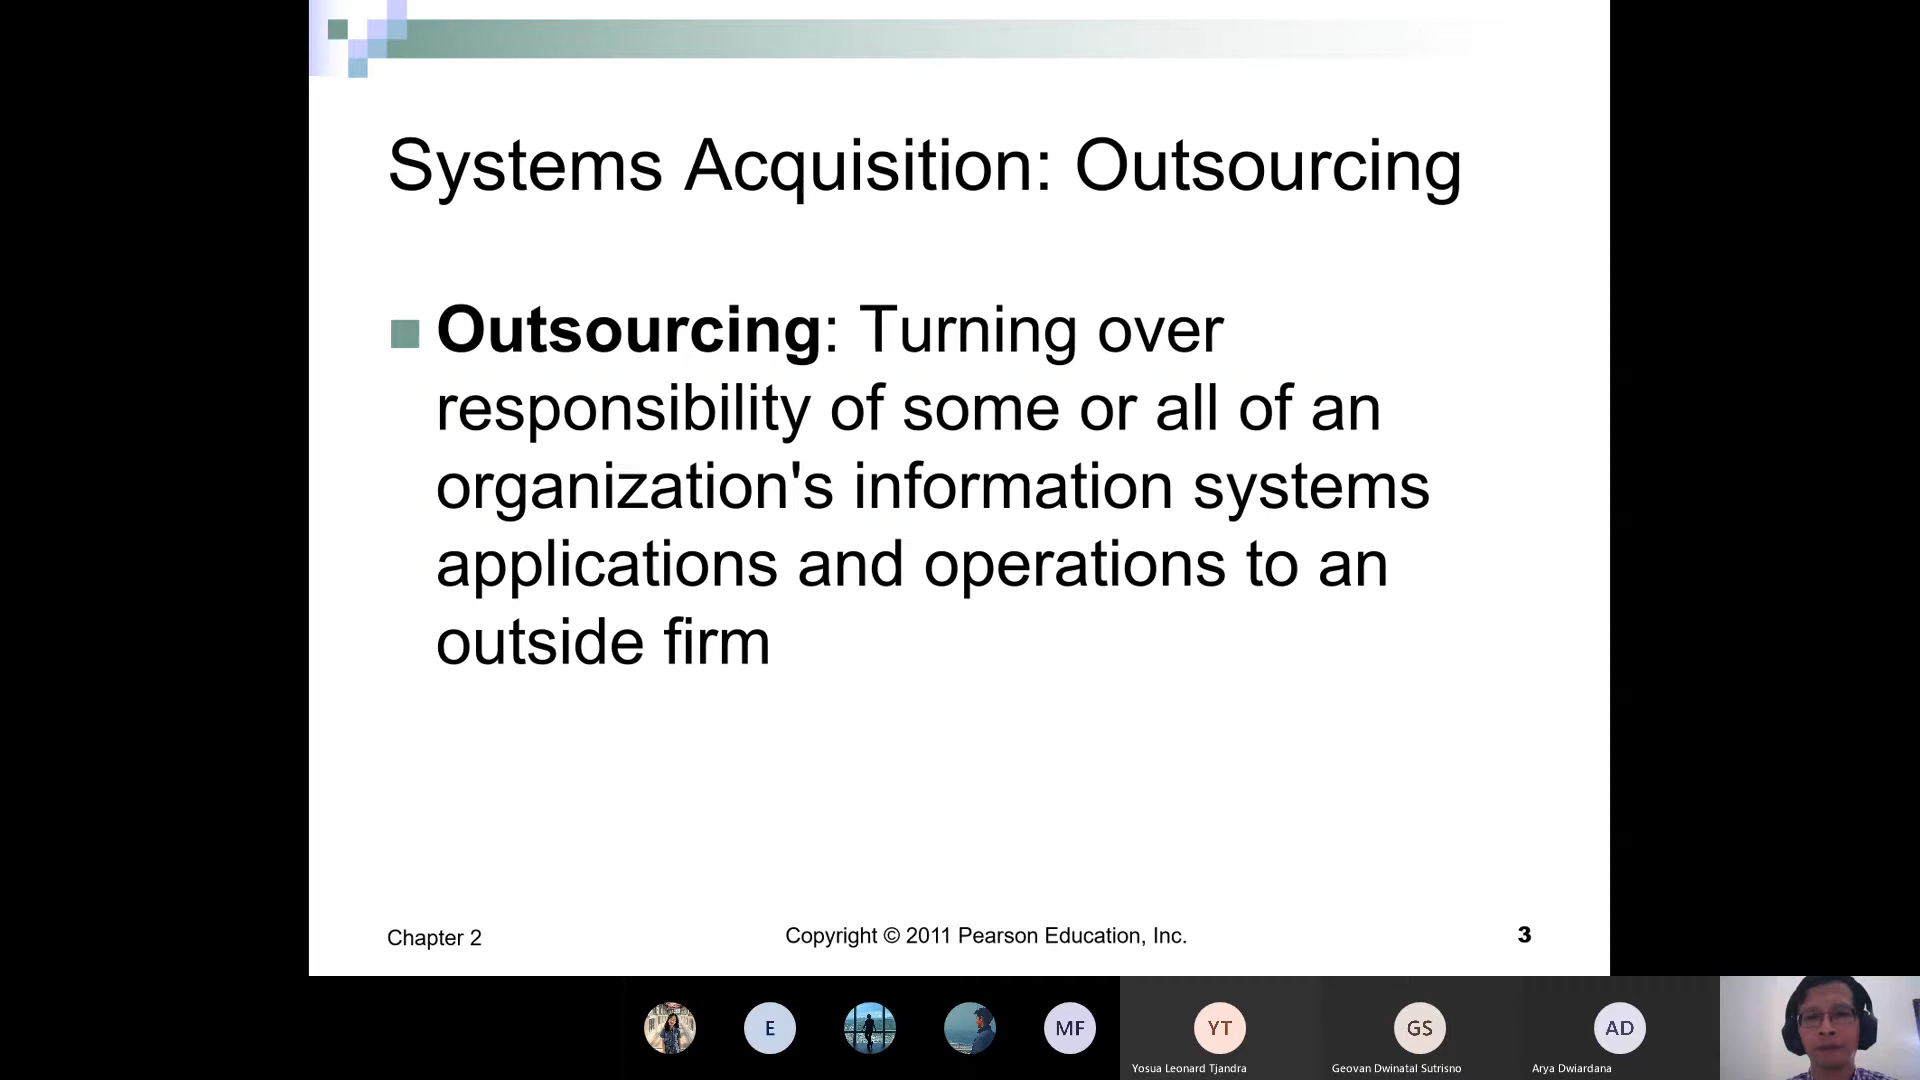 Systems Acquisition: Outsourcing
Outsourcing: Turning over
responsibility of some or all of an
organization's information systems
applications and operations to an
outside firm
Chapter 2
Copyright © 2011 Pearson Education, Inc.
3
E
MF
YT
GS
AD
Yosua Leonard Tjandra
Geovan Dwinatal Sutrisno
Arya Dwiardana